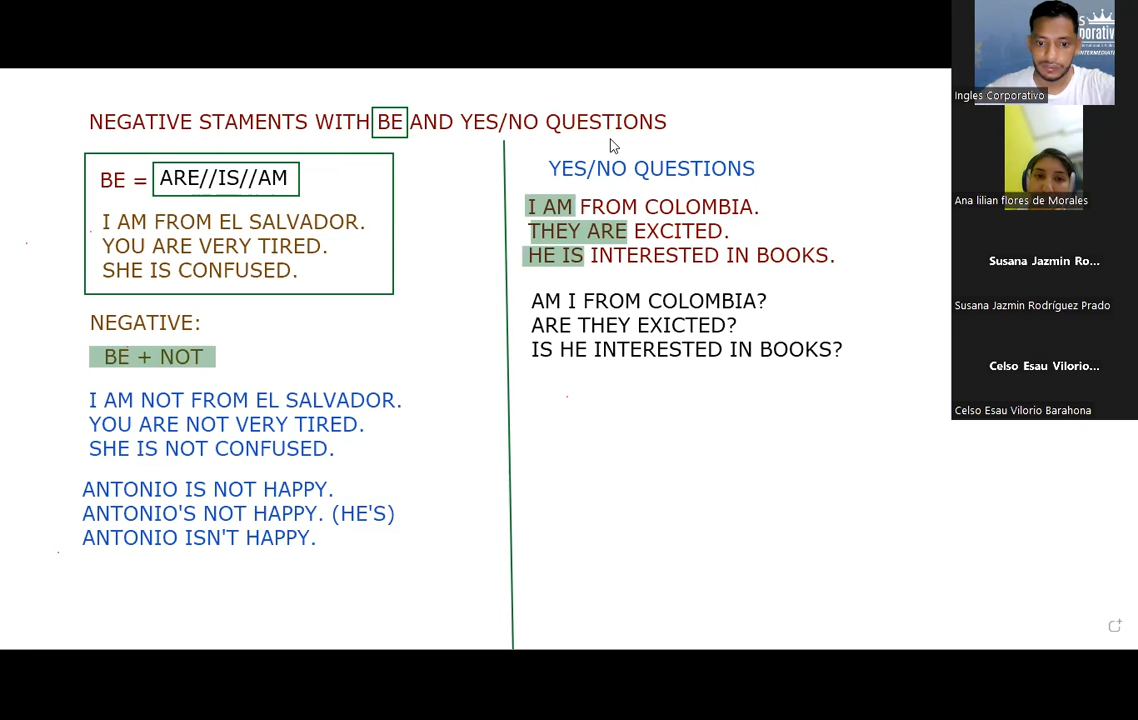 NEGATIVE STAMENTS WITH BE AND YES/NO QUESTIONS
BE = ARE//IS//AM
I AM FROM EL SALVADOR.
YOU ARE VERY TIRED.
SHE IS CONFUSED.
NEGATIVE:
BE + NOT
I AM NOT FROM EL SALVADOR.
YOU ARE NOT VERY TIRED.
SHE IS NOT CONFUSED.
ANTONIO IS NOT HAPPY.
ANTONIO'S NOT HAPPY. (HE'S)
ANTONIO ISN'T HAPPY.
YES/NO QUESTIONS
I AM FROM COLOMBIA.
THEY ARE EXCITED.
HE IS INTERESTED IN BOOKS.
AM I FROM COLOMBIA?
ARE THEY EXICTED?
IS HE INTERESTED IN BOOKS?
Ingles Corporativo
Ana lilian flores de Morales
Susana Jazmin Ro...
Susana Jazmin Rodríguez Prado
Celso Esau Vilorio...
Celso Esau Vilorio Barahona